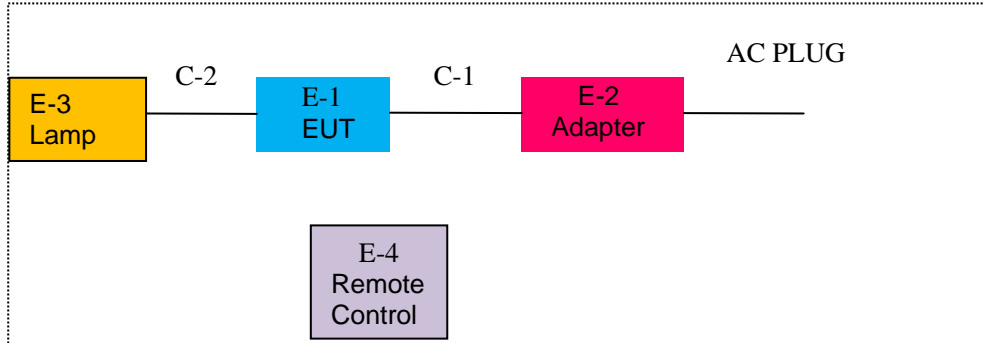 AC PLUG
C-2
C-1
E-3
Lamp
E-1
EUT
E-2
Adapter
E-4
Remote
Control